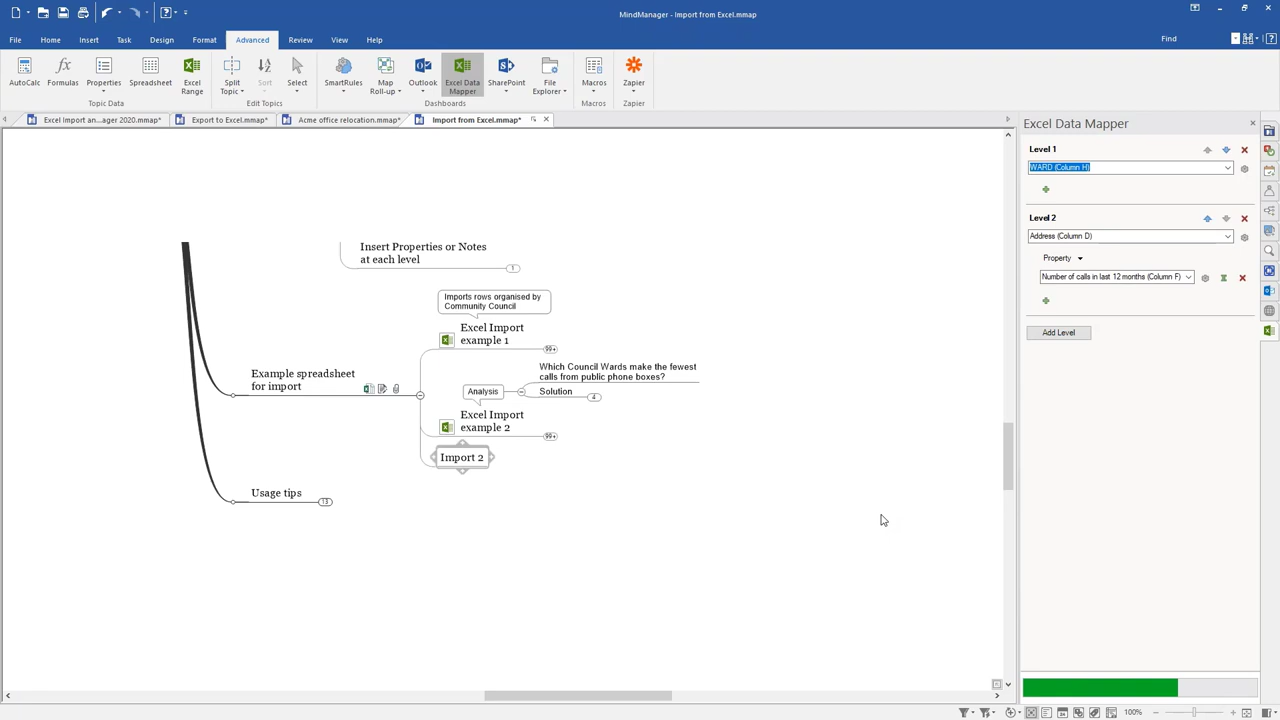 MindManager - Import from Excel.mmap*
File Home Insert Task Design Format Advanced Review View Help
Find
AutoCalc Formulas Properties Spreadsheet Excel Range
Split Topic Sort Select
SmartRules Map Roll-up Outlook Excel Data Mapper SharePoint File Explorer
Macros Zapier
Topic Data Edit Topics Dashboards Macros Zapier
Excel Import an...ager 2020.mmap* Export to Excel.mmap* Acme office relocation.mmap* Import from Excel.mmap*
Excel Data Mapper
Level 1
WARD (Column H)
Level 2
Address (Column D)
Property
Number of calls in last 12 months (Column F)
Add Level
Insert Properties or Notes
at each level
1
Imports rows organised by
Community Council
Excel Import
example 1
99+
Example spreadsheet
for import
Which Council Wards make the fewest
calls from public phone boxes?
Analysis
Solution
4
Excel Import
example 2
99+
Import 2
Usage tips
13
100%